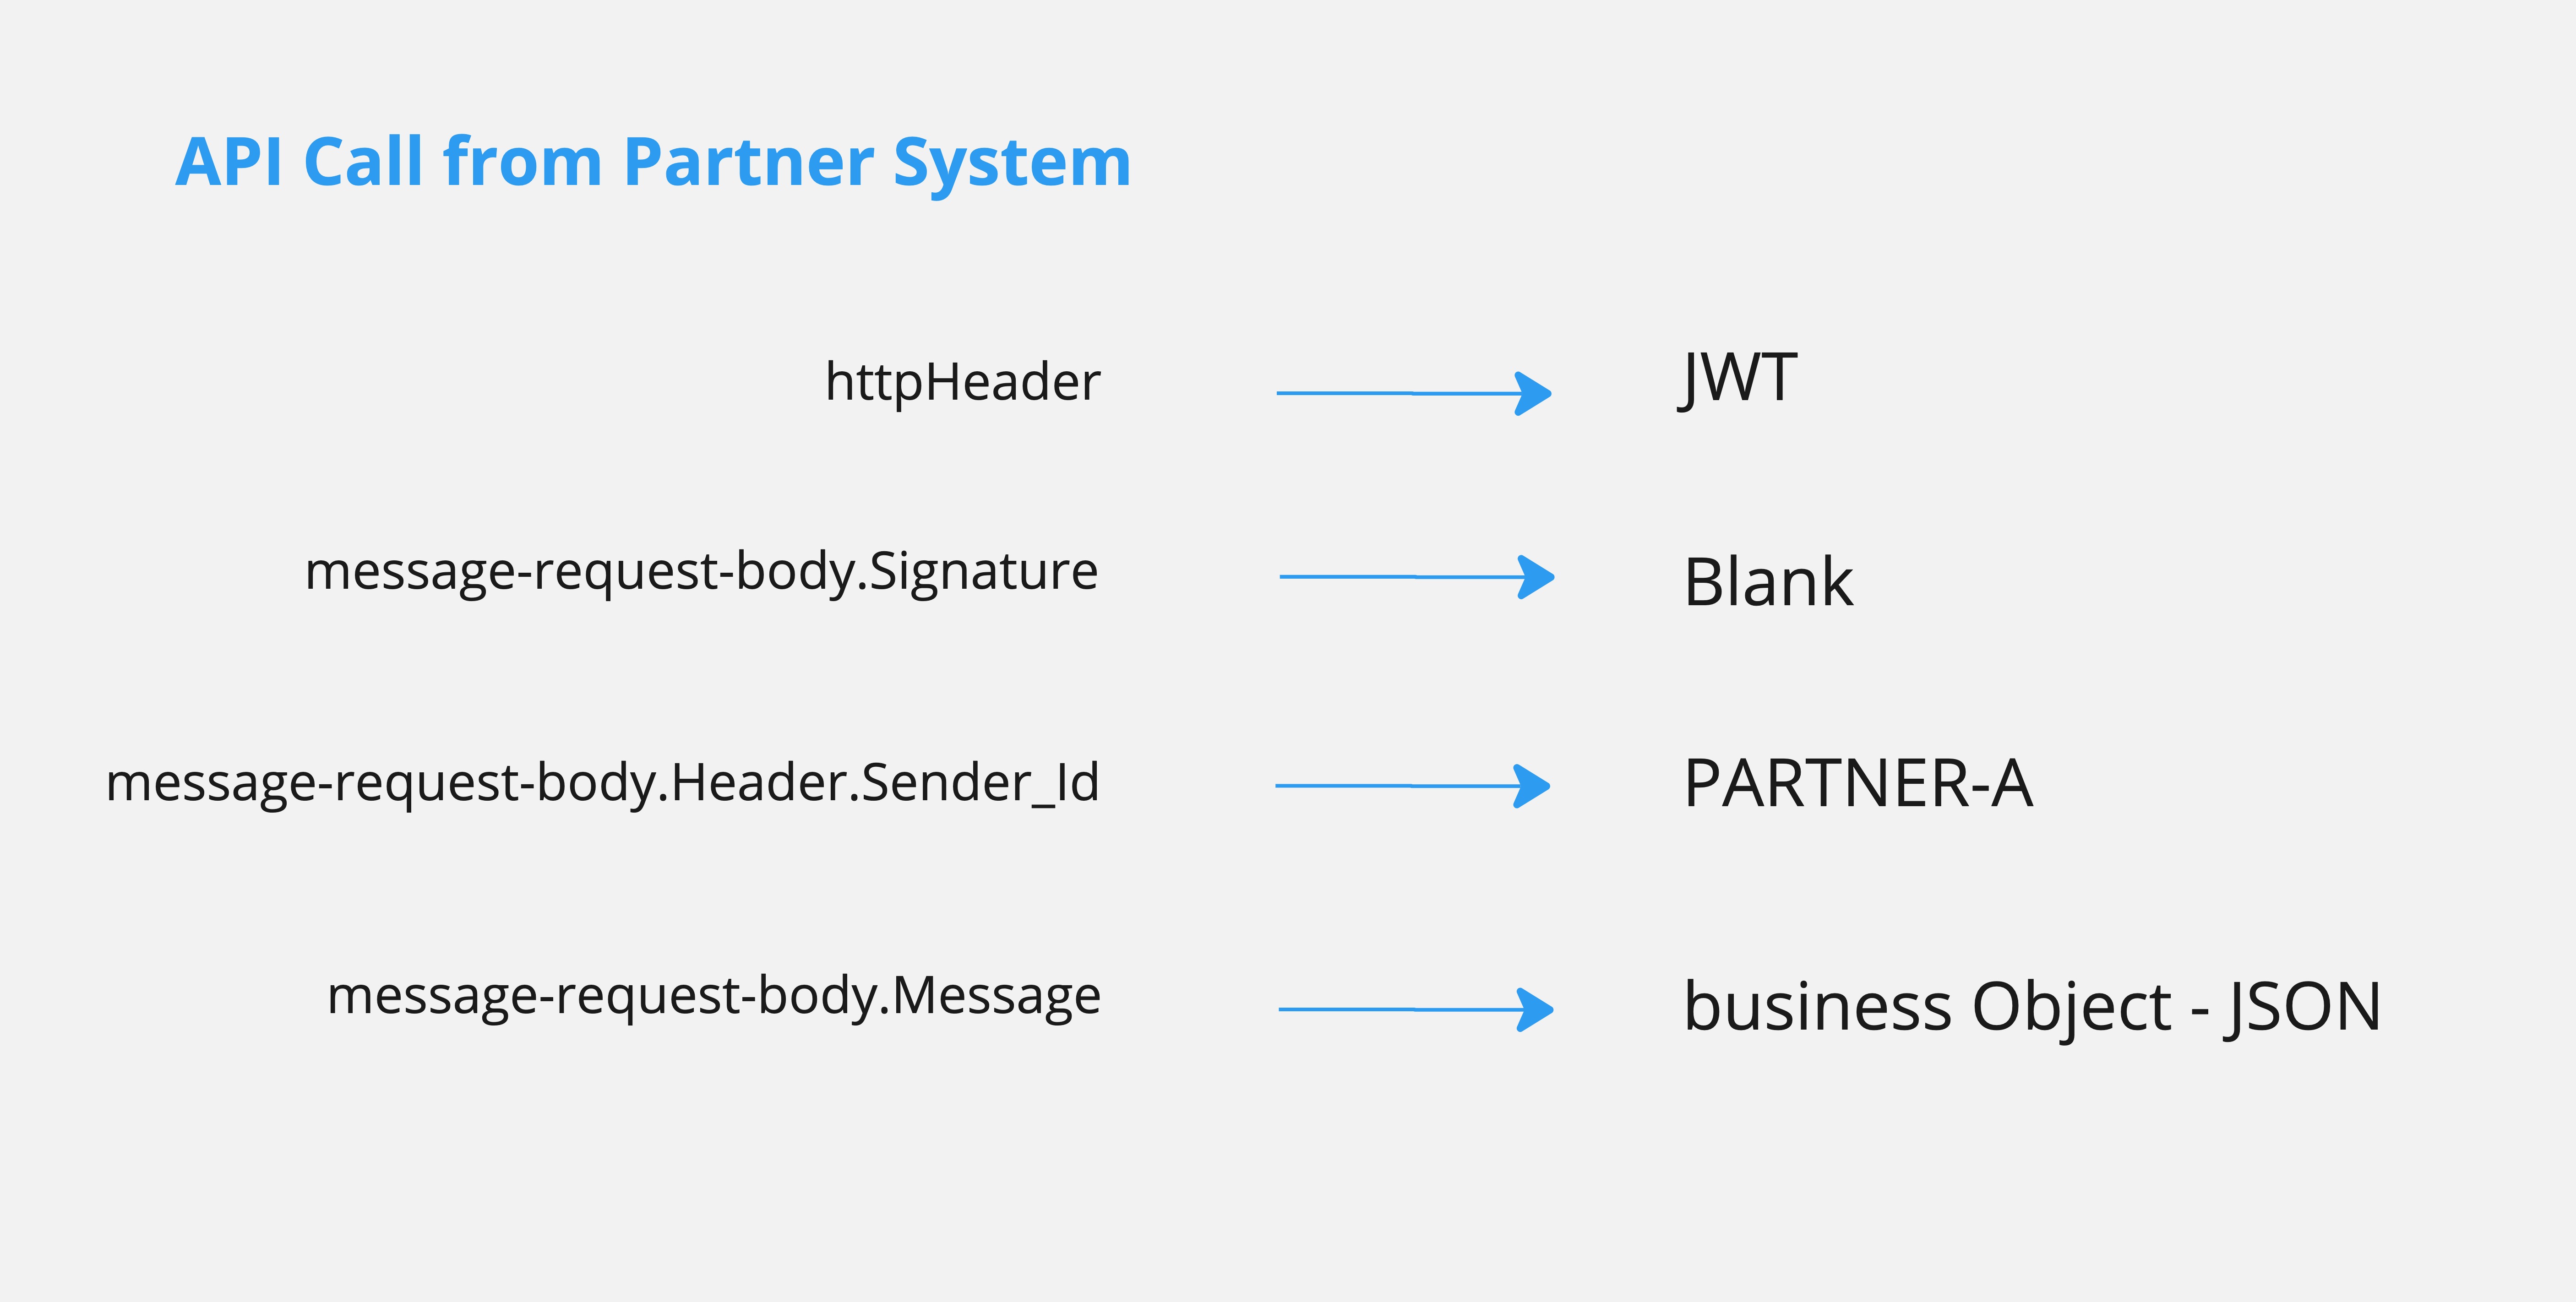 API Call from Partner System
httpHeader JWT
message-request-body.Signature Blank
message-request-body.Header.Sender_Id PARTNER-A
message-request-body.Message business Object - JSON